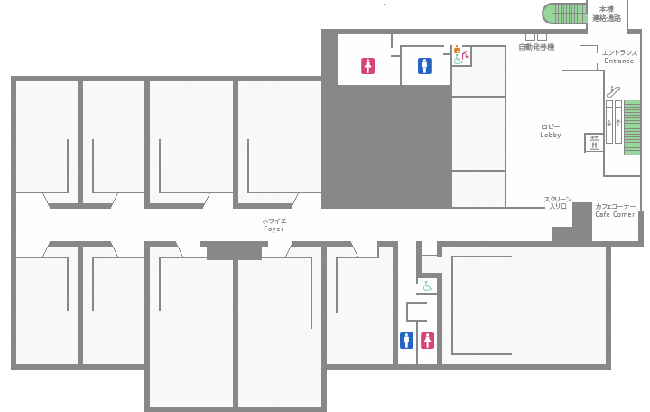 本棟
連絡通路
自動発券機
エントランス
Entrance
ロビー
Lobby
スクリーン
入り口
カフェコーナー
Cafe Corner
ホワイエ
Foyer